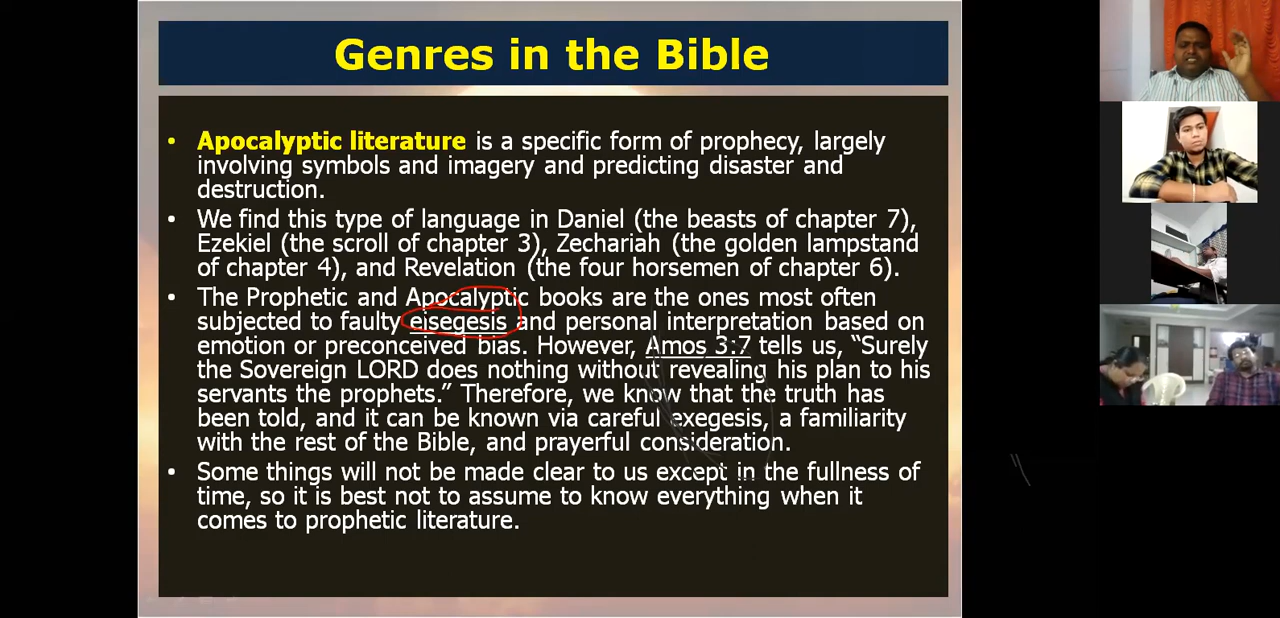 Genres in the Bible
• Apocalyptic literature is a specific form of prophecy, largely
involving symbols and imagery and predicting disaster and
destruction.
• We find this type of language in Daniel (the beasts of chapter 7),
Ezekiel (the scroll of chapter 3), Zechariah (the golden lampstand
of chapter 4), and Revelation (the four horsemen of chapter 6).
• The Prophetic and Apocalyptic books are the ones most often
subjected to faulty eisegesis and personal interpretation based on
emotion or preconceived bias. However, Amos 3:7 tells us, “Surely
the Sovereign LORD does nothing without revealing his plan to his
servants the prophets.” Therefore, we know that the truth has
been told, and it can be known via careful exegesis, a familiarity
with the rest of the Bible, and prayerful consideration.
• Some things will not be made clear to us except in the fullness of
time, so it is best not to assume to know everything when it
comes to prophetic literature.